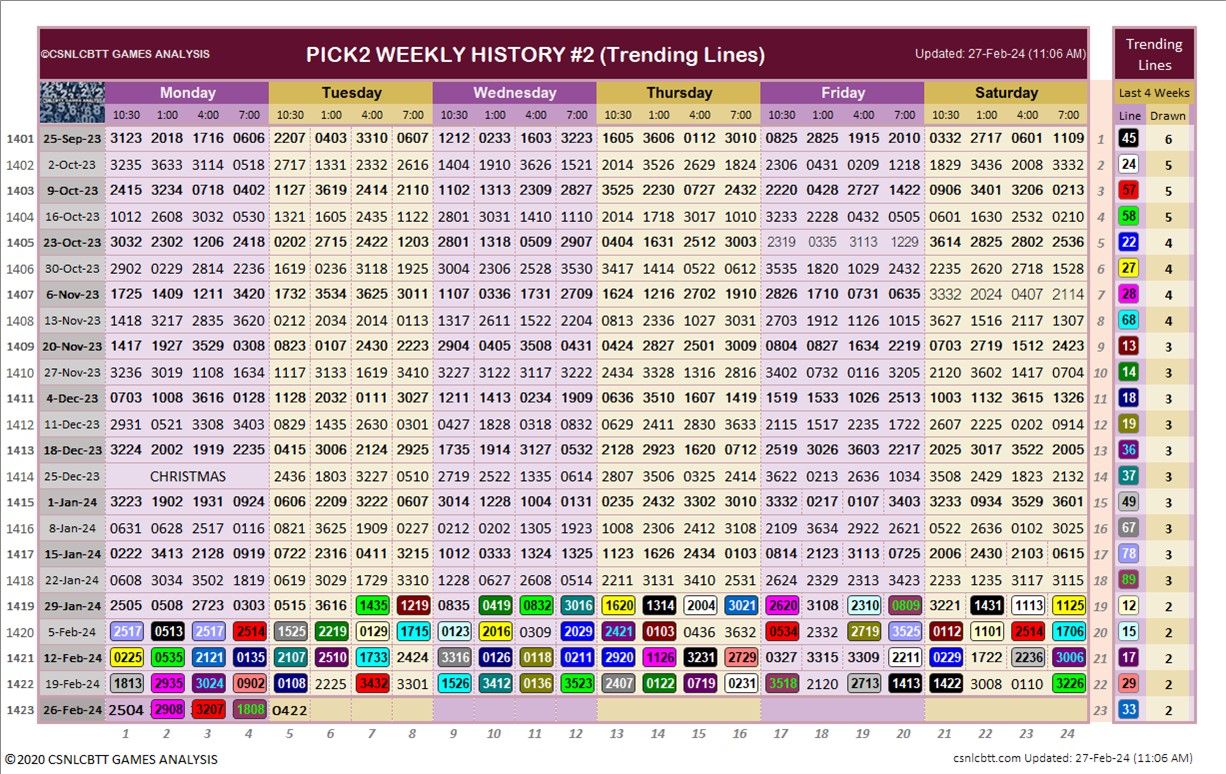 ©CSNLCBTT GAMES ANALYSIS PICK2 WEEKLY HISTORY #2 (Trending Lines) Updated: 27-Feb-24 (11:06 AM) Trending Lines
Monday Tuesday Wednesday Thursday Friday Saturday Last 4 Weeks
10:30 1:00 4:00 7:00 10:30 1:00 4:00 7:00 10:30 1:00 4:00 7:00 10:30 1:00 4:00 7:00 10:30 1:00 4:00 7:00 10:30 1:00 4:00 7:00 Line Drawn
1401 25-Sep-23 3123 2018 1716 0606 2207 0403 3310 0607 1212 0233 1603 3223 1605 3606 0112 3010 0825 2825 1915 2010 0332 2717 0601 1109 1 45 6
1402 2-Oct-23 3235 3633 3114 0518 2717 1331 2332 2616 1404 1910 3626 1521 2014 3526 2629 1824 2306 0431 0209 1218 1829 3436 2008 3332 2 24 5
1403 9-Oct-23 2415 3234 0718 0402 1127 3619 2414 2110 1102 1313 2309 2827 3525 2230 0727 2432 2220 0428 2727 1422 0906 3401 3206 0213 3 57 5
1404 16-Oct-23 1012 2608 3032 0530 1321 1605 2435 1122 2801 3031 1410 1110 2014 1718 3017 1010 3233 2228 0432 0505 0601 1630 2532 0210 4 58 5
1405 23-Oct-23 3032 2302 1206 2418 0202 2715 2422 1203 2801 1318 0509 2907 0404 1631 2512 3003 2319 0335 3113 1229 3614 2825 2802 2536 5 22 4
1406 30-Oct-23 2902 0229 2814 2236 1619 0236 3118 1925 3004 2306 2528 3530 3417 1414 0522 0612 3535 1820 1029 2432 2235 2620 2718 1528 6 27 4
1407 6-Nov-23 1725 1409 1211 3420 1732 3534 3625 3011 1107 0336 1731 2709 1624 1216 2702 1910 2826 1710 0731 0635 3332 2024 0407 2114 7 28 4
1408 13-Nov-23 1418 3217 2835 3620 0212 2034 2014 0113 1317 2611 1522 2204 0813 2336 1027 3031 2703 1912 1126 1015 3627 1516 2117 1307 8 68 4
1409 20-Nov-23 1417 1927 3529 0308 0823 0107 2430 2223 2904 0405 3508 0431 0424 2827 2501 3009 0804 0827 1634 2219 0703 2719 1512 2423 9 13 3
1410 27-Nov-23 3236 3019 1108 1634 1117 3133 1619 3410 3227 3122 3117 3222 2434 3328 1316 2816 3402 0732 0116 3205 2120 3602 1417 0704 10 14 3
1411 4-Dec-23 0703 1008 3616 0128 1128 2032 0111 3027 1211 1413 0234 1909 0636 3510 1607 1419 1519 1533 1026 2513 1003 1132 3615 1326 11 18 3
1412 11-Dec-23 2931 0521 3308 3403 0829 1435 2630 0301 0427 1828 0318 0832 0629 2411 2830 3633 2115 1517 2235 1722 2607 2225 0202 0914 12 19 3
1413 18-Dec-23 3224 2002 1919 2235 0415 3006 2124 2923 1735 1914 3127 0532 2128 2923 1620 0712 2519 3026 3603 2217 2025 3017 3522 2005 13 36 3
1414 25-Dec-23 CHRISTMAS 2436 1803 3227 0510 2719 2522 1335 0614 2807 3506 0325 2414 3622 0213 2636 1034 3508 2429 1823 2132 14 37 3
1415 1-Jan-24 3223 1902 1931 0924 0606 2209 3222 0607 3014 1228 1004 0131 0235 2432 3302 3010 3332 0217 0107 3403 3233 0934 3529 3601 15 49 3
1416 8-Jan-24 0631 0628 2517 0116 0821 3625 1909 0227 0212 0202 1305 1923 1008 2306 2412 3108 2109 3634 2922 2621 0522 2636 0102 3025 16 67 3
1417 15-Jan-24 0222 3413 2128 0919 0722 2316 0411 3215 1012 0333 1324 1325 1123 1626 2434 0103 0814 2123 3113 0725 2006 2430 2103 0615 17 78 3
1418 22-Jan-24 0608 3034 3502 1819 0619 3029 1729 3310 1228 0627 2608 0514 2211 3131 3410 2531 2624 2329 2313 3423 2233 1235 3117 3115 18 89 3
1419 29-Jan-24 2505 0508 2723 0303 0515 3616 1435 1219 0835 0419 0832 3016 1620 1314 2004 3021 2620 3108 2310 0809 3221 1431 1113 1125 19 12 2
1420 5-Feb-24 2517 0513 2517 2514 1525 2219 0129 1715 0123 2016 0309 2029 2421 0103 0436 3632 0534 2332 2719 3525 0112 1101 2514 1706 20 15 2
1421 12-Feb-24 0225 0535 2121 0135 2107 2510 1733 2424 3316 0126 0118 0211 2920 1126 3231 2729 0327 3315 3309 2211 0229 1722 2236 3006 21 17 2
1422 19-Feb-24 1813 2935 3024 0902 0108 2225 3432 3301 1526 3412 0136 3523 2407 0122 0719 0231 3518 2120 2713 1413 1422 3008 0110 3226 22 29 2
1423 26-Feb-24 2504 2908 3207 1808 0422 23 33 2
1 2 3 4 5 6 7 8 9 10 11 12 13 14 15 16 17 18 19 20 21 22 23 24
©2020 CSNLCBTT GAMES ANALYSIS csnlcbtt.com Updated: 27-Feb-24 (11:06 AM)